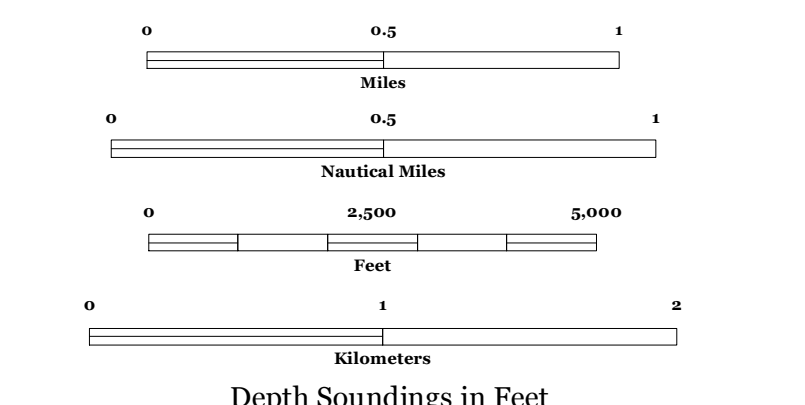 0 0.5 1
Miles
0 0.5 1
Nautical Miles
0 2,500 5,000
Feet
0 1 2
Kilometers
Depth Soundings in Feet